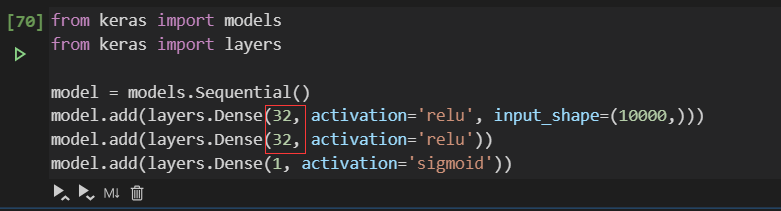 [70] from keras import models
from keras import layers
model = models.Sequential()
model.add(layers.Dense(32, activation='relu', input_shape=(10000,)))
model.add(layers.Dense(32, activation='relu'))
model.add(layers.Dense(1, activation='sigmoid'))
M↓